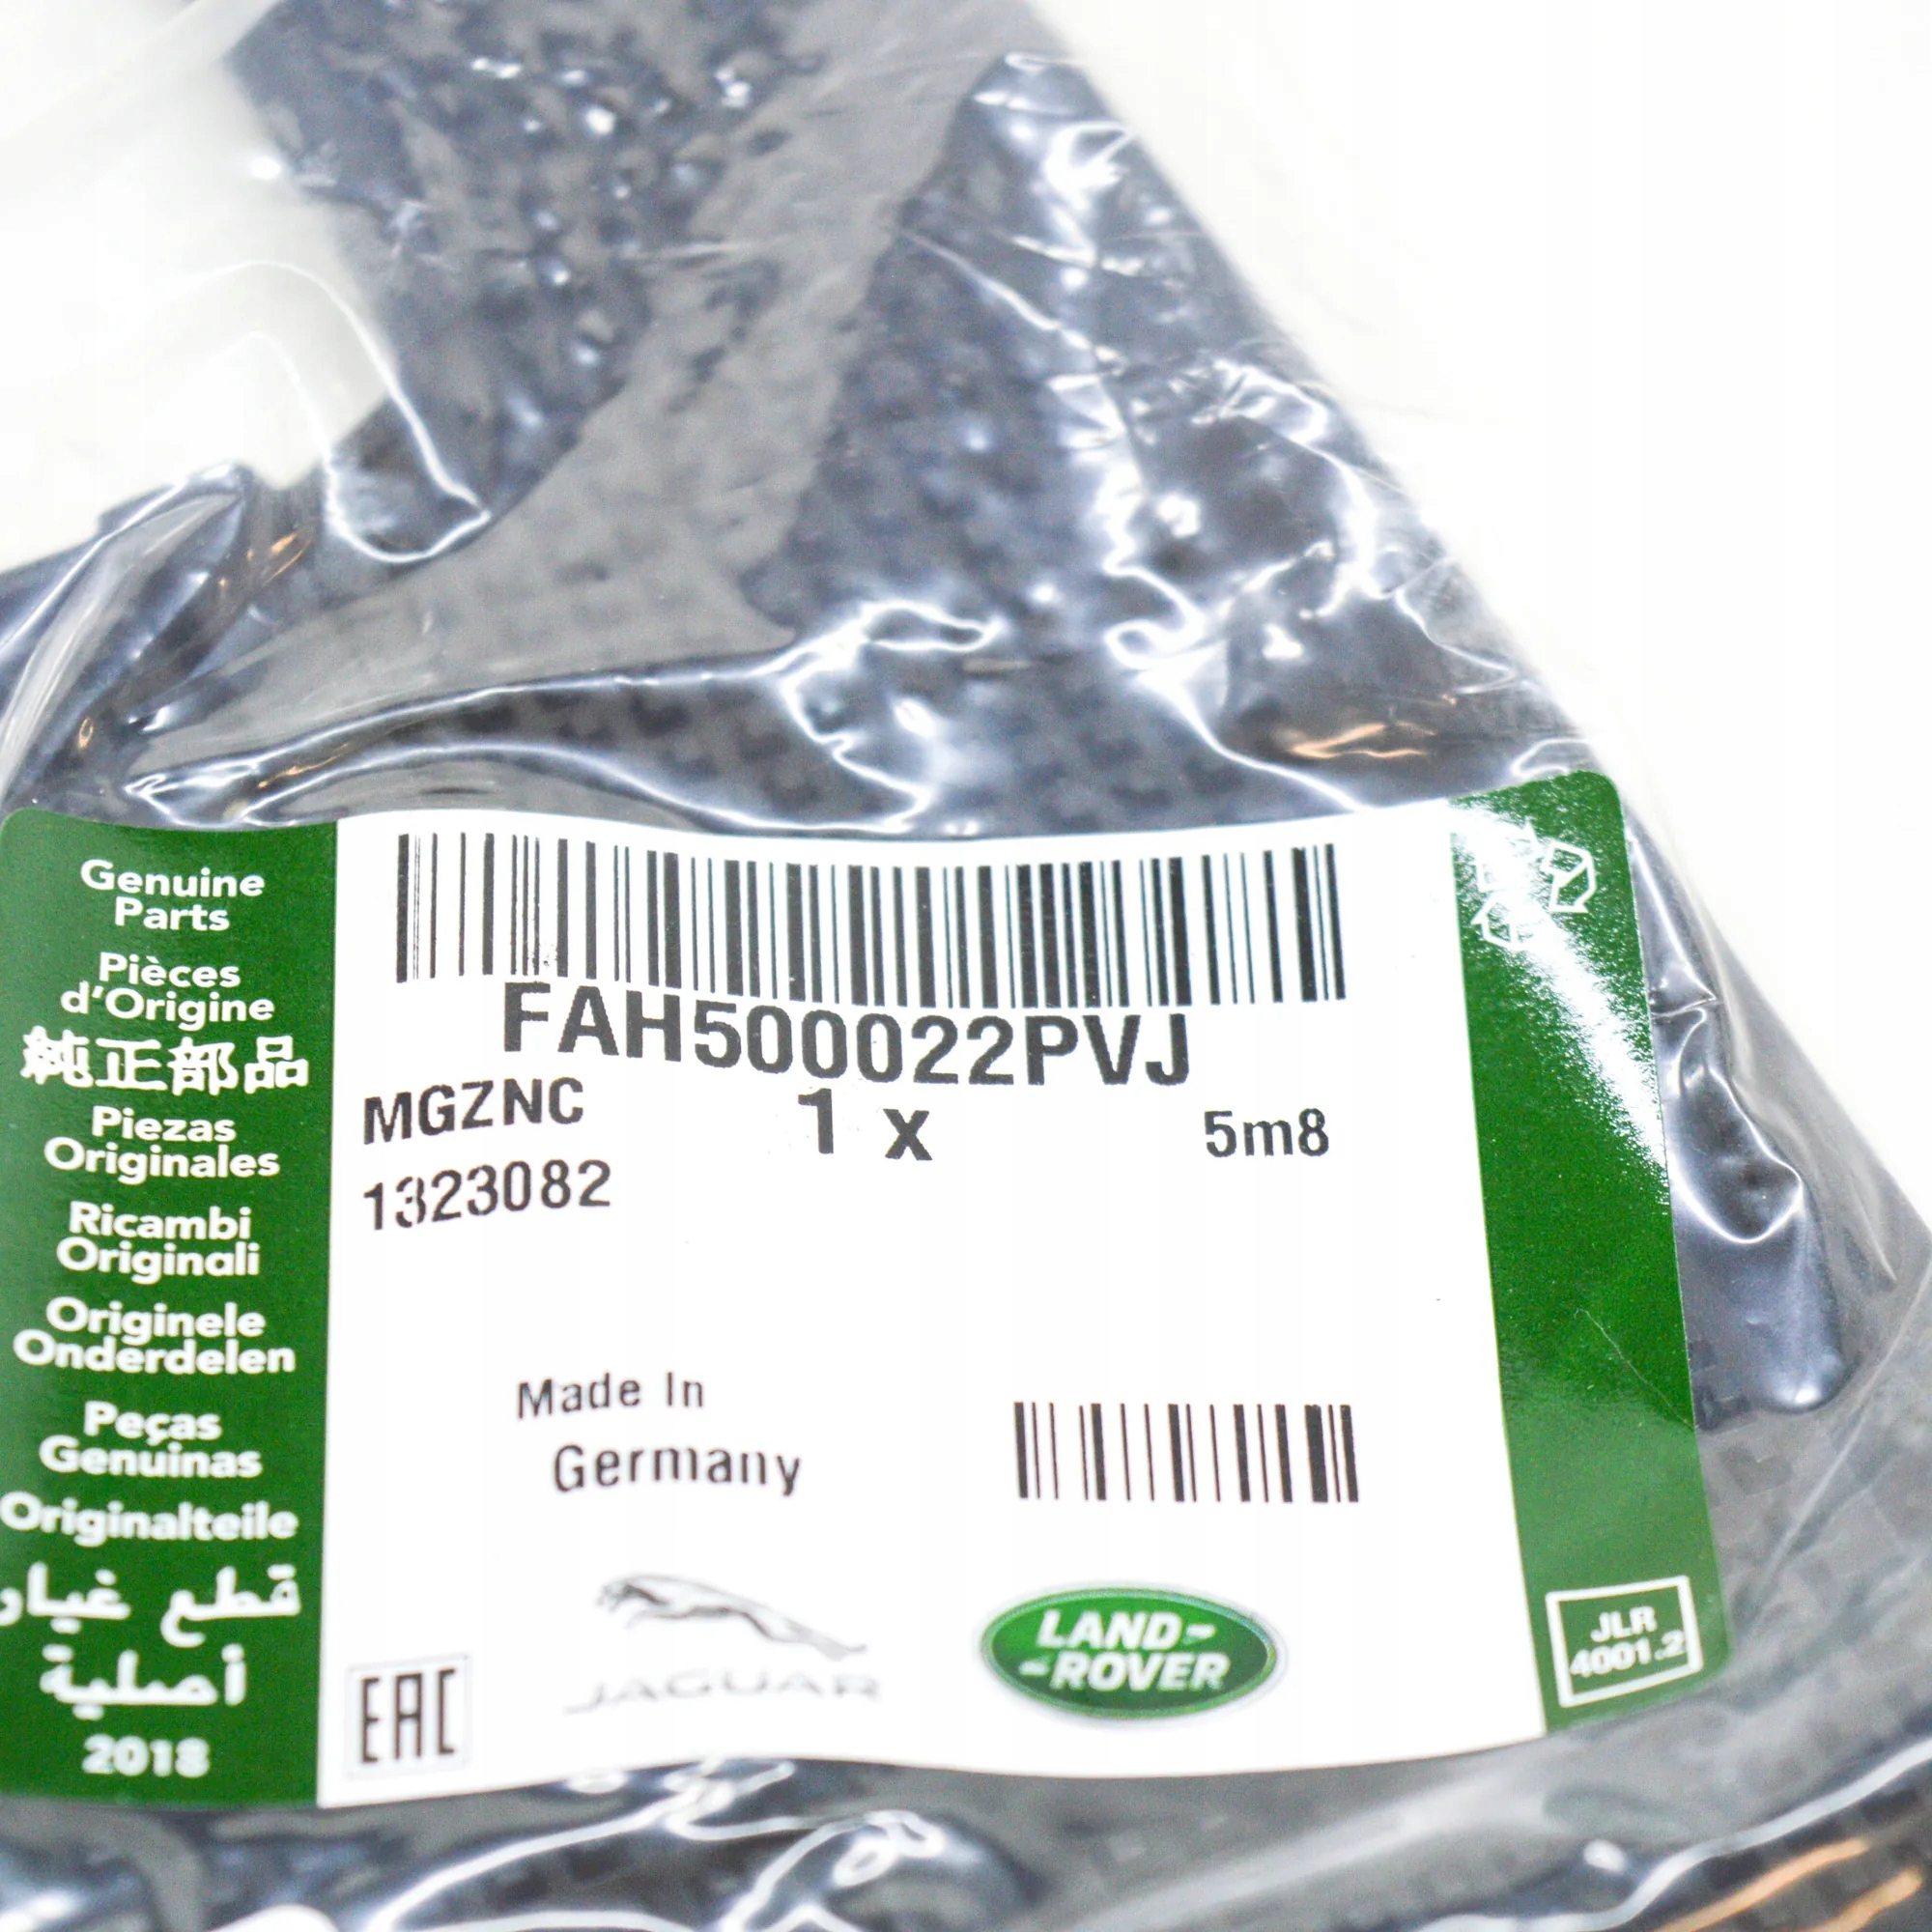 Genuine
Parts
Pièces
d'Origine
純正部品
Piezas
Originales
Ricambi
Originali
Originele
Onderdelen
Peças
Genuinas
Originalteile
قطع غيار
أصلية
2018
FAH500022PVJ
MGZNC
1 x
5m8
1323082
Made In
Germany
EAC
JAGUAR
LAND-
-ROVER
JLR
4001.2